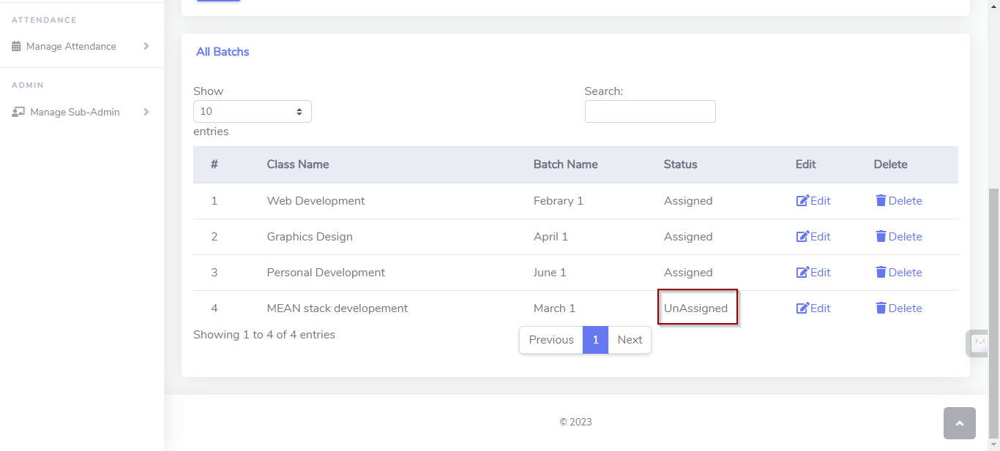 ATTENDANCE
Manage Attendance
ADMIN
Manage Sub-Admin
All Batchs
Show
10
entries
Search:
# Class Name Batch Name Status Edit Delete
1 Web Development Febrary 1 Assigned Edit Delete
2 Graphics Design April 1 Assigned Edit Delete
3 Personal Development June 1 Assigned Edit Delete
4 MEAN stack developement March 1 UnAssigned Edit Delete
Showing 1 to 4 of 4 entries
Previous 1 Next
© 2023